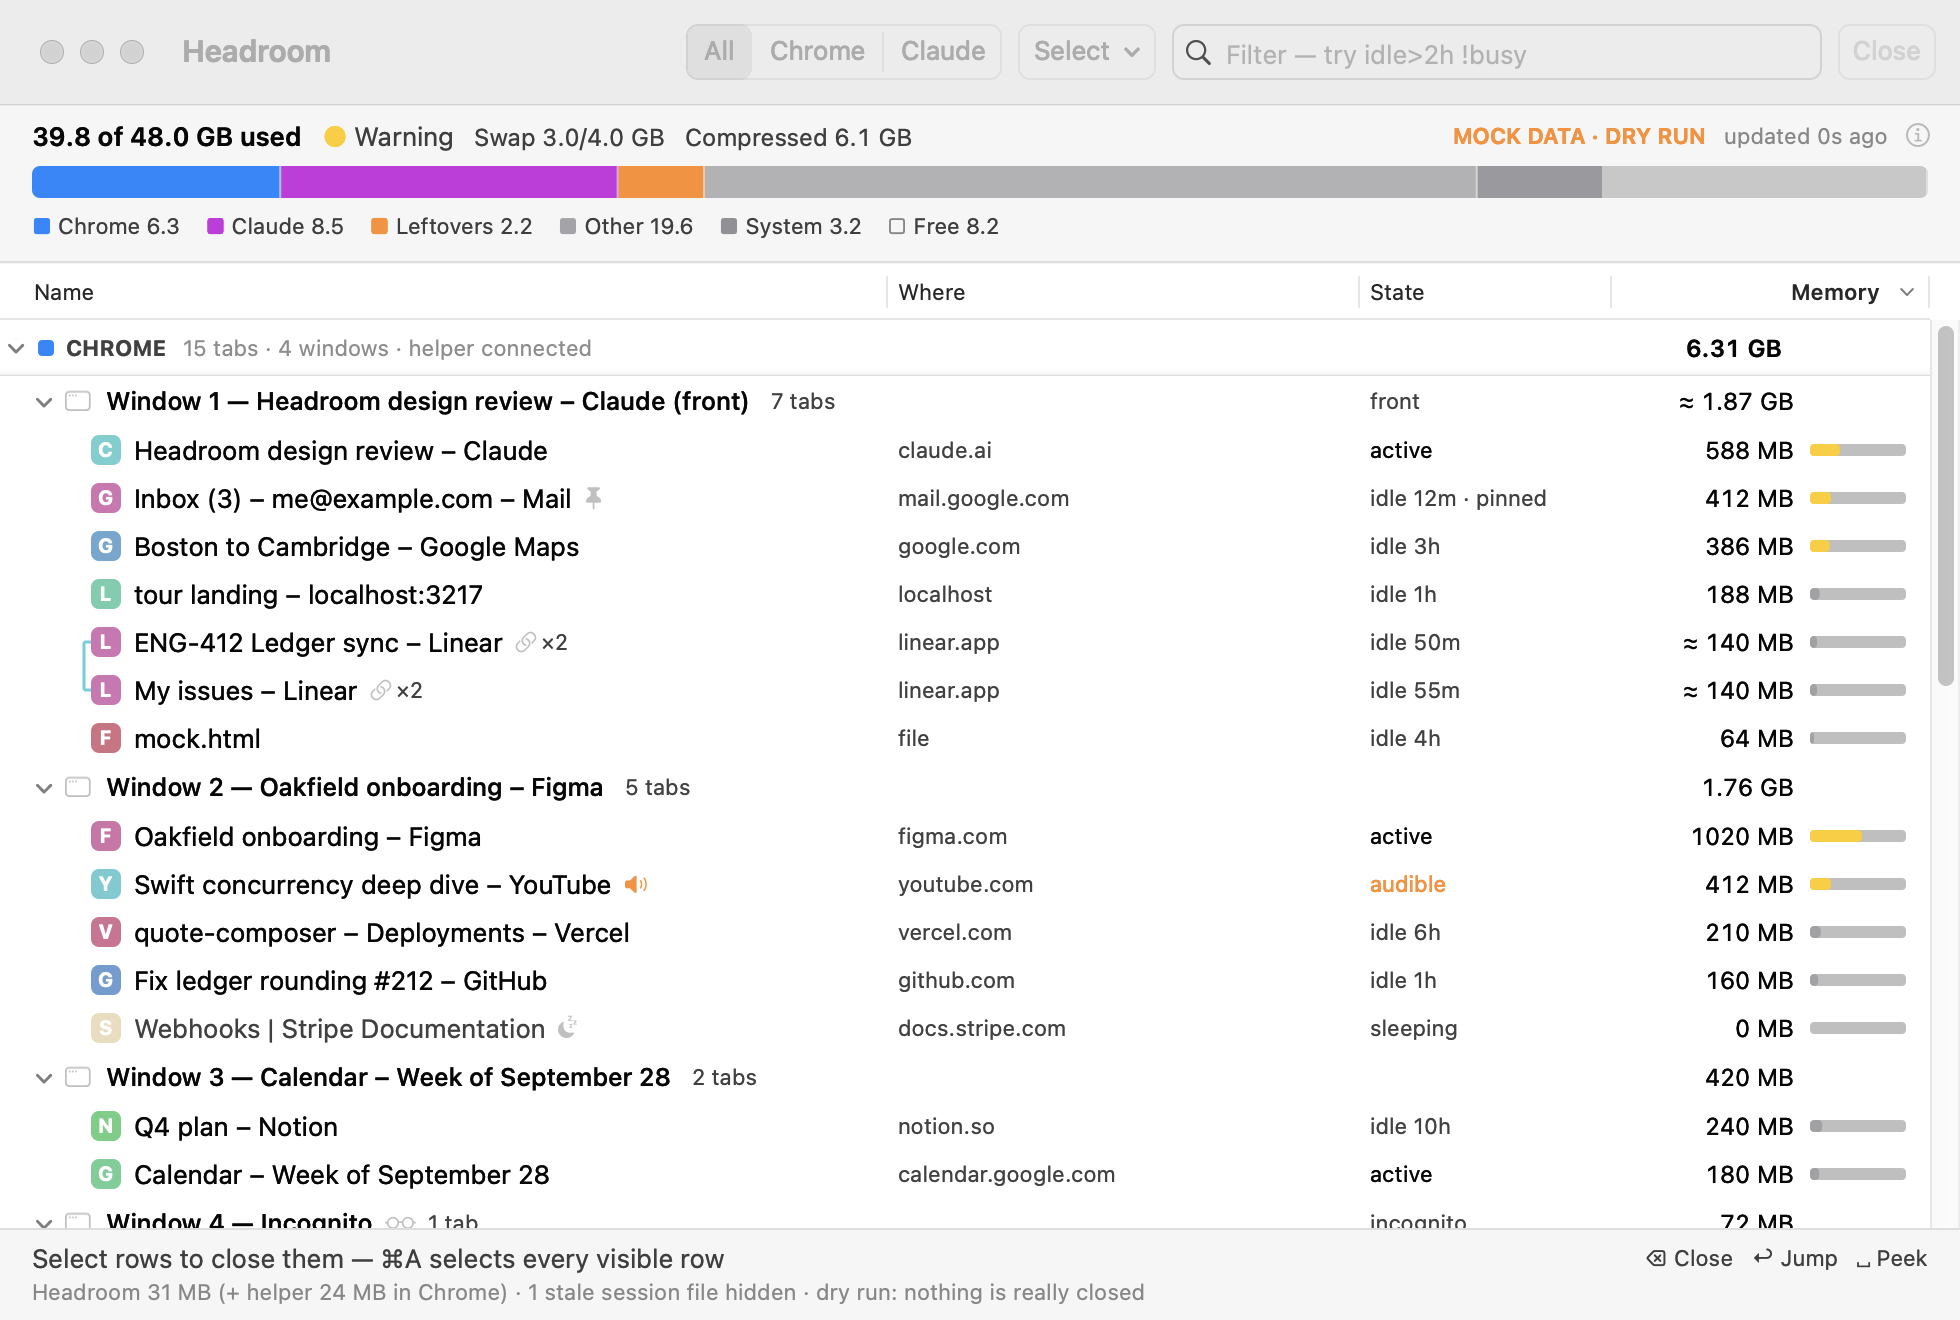 Headroom
All Chrome Claude Select Filter — try idle>2h !busy Close
39.8 of 48.0 GB used Warning Swap 3.0/4.0 GB Compressed 6.1 GB MOCK DATA · DRY RUN updated 0s ago
Chrome 6.3 Claude 8.5 Leftovers 2.2 Other 19.6 System 3.2 Free 8.2
Name Where State Memory
CHROME 15 tabs · 4 windows · helper connected 6.31 GB
Window 1 — Headroom design review – Claude (front) 7 tabs front ≈ 1.87 GB
C Headroom design review – Claude claude.ai active 588 MB
G Inbox (3) – me@example.com – Mail mail.google.com idle 12m · pinned 412 MB
G Boston to Cambridge – Google Maps google.com idle 3h 386 MB
L tour landing – localhost:3217 localhost idle 1h 188 MB
L ENG-412 Ledger sync – Linear ×2 linear.app idle 50m ≈ 140 MB
L My issues – Linear ×2 linear.app idle 55m ≈ 140 MB
F mock.html file idle 4h 64 MB
Window 2 — Oakfield onboarding – Figma 5 tabs 1.76 GB
F Oakfield onboarding – Figma figma.com active 1020 MB
Y Swift concurrency deep dive – YouTube youtube.com audible 412 MB
V quote-composer – Deployments – Vercel vercel.com idle 6h 210 MB
G Fix ledger rounding #212 – GitHub github.com idle 1h 160 MB
S Webhooks | Stripe Documentation docs.stripe.com sleeping 0 MB
Window 3 — Calendar – Week of September 28 2 tabs 420 MB
N Q4 plan – Notion notion.so idle 10h 240 MB
G Calendar – Week of September 28 calendar.google.com active 180 MB
Window 4 — Incognito 1 tab incognito 72 MB
Select rows to close them — ⌘A selects every visible row ⌫ Close ↩ Jump ␣ Peek
Headroom 31 MB (+ helper 24 MB in Chrome) · 1 stale session file hidden · dry run: nothing is really closed